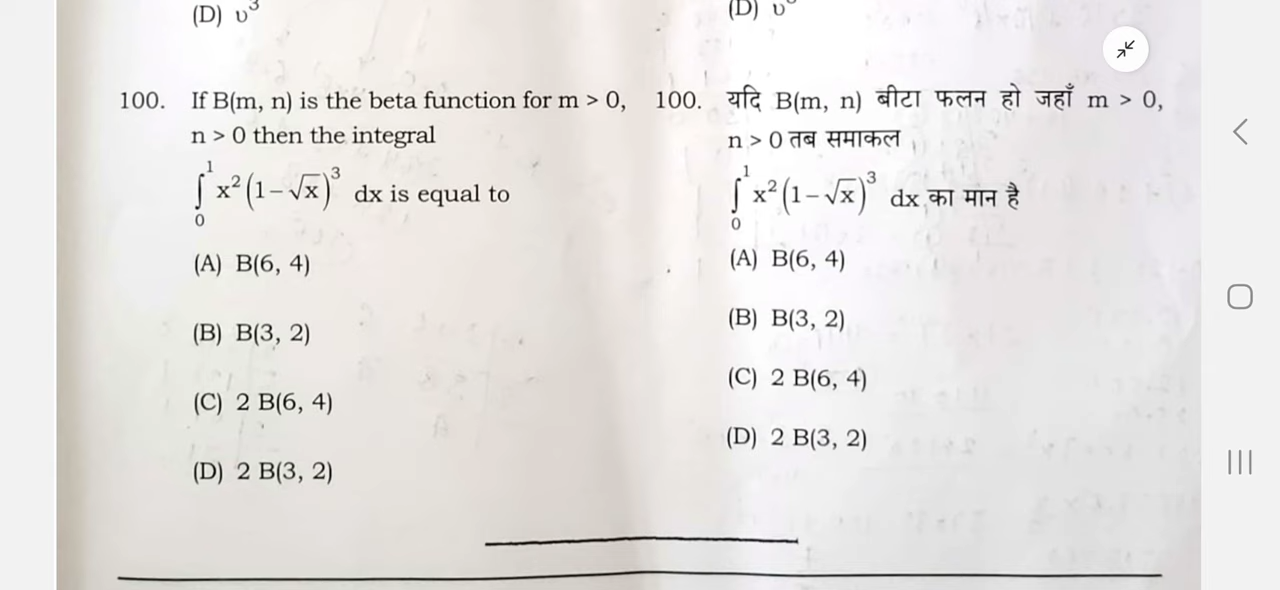 (D) υ³
100. If B(m, n) is the beta function for m > 0,
n > 0 then the integral
∫₀¹ x² (1 – √x)³ dx is equal to
(A) B(6, 4)
(B) B(3, 2)
(C) 2 B(6, 4)
(D) 2 B(3, 2)
(D) υ
100. यदि B(m, n) बीटा फलन हो जहाँ m > 0,
n > 0 तब समाकल
∫₀¹ x² (1 – √x)³ dx का मान है
(A) B(6, 4)
(B) B(3, 2)
(C) 2 B(6, 4)
(D) 2 B(3, 2)